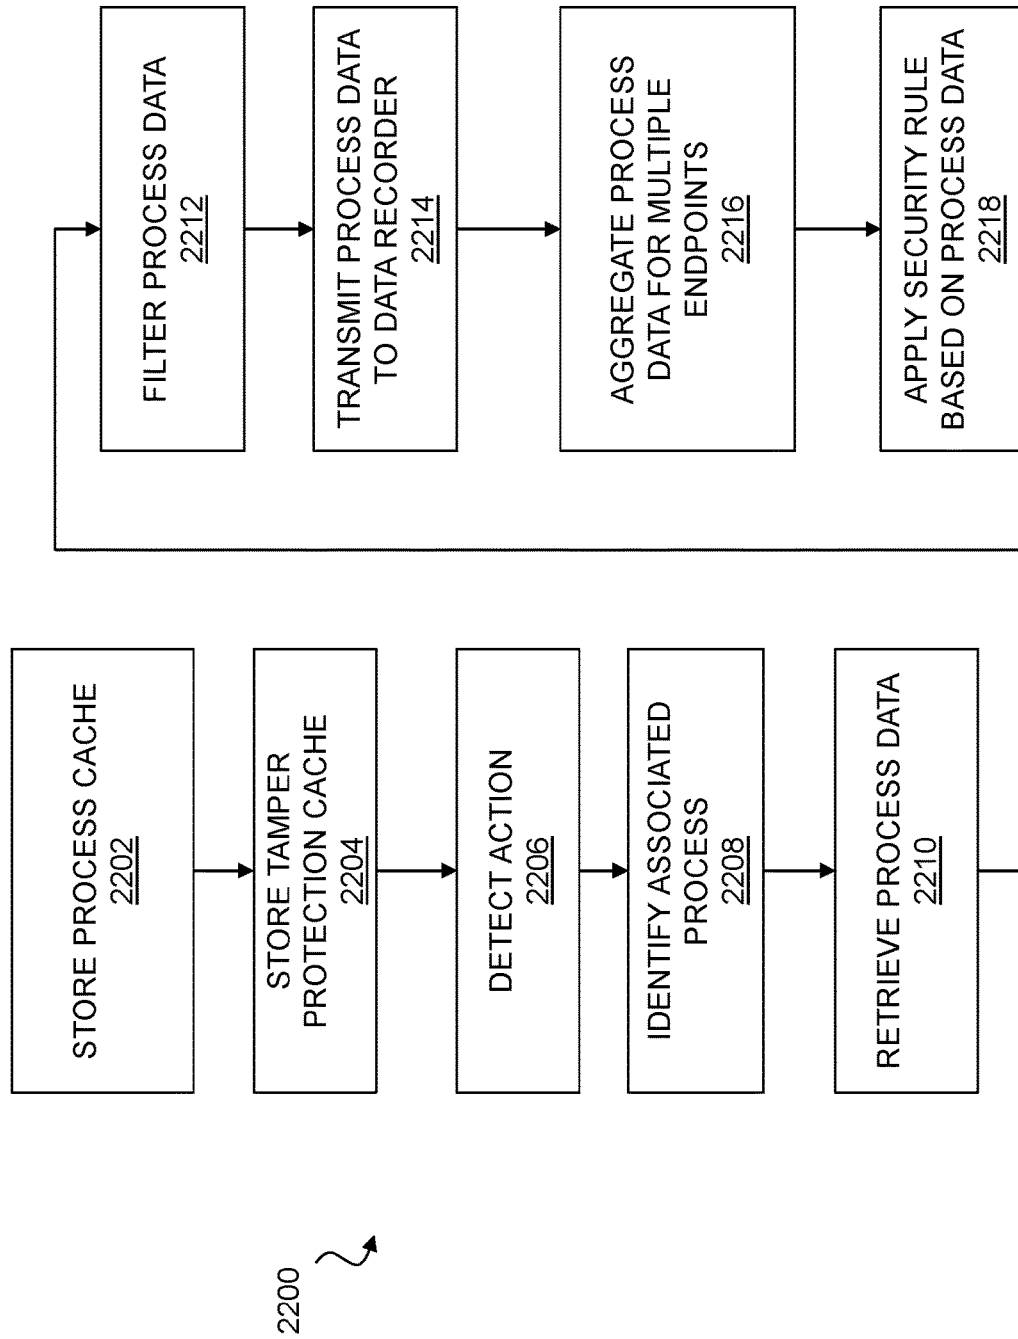 2200
STORE PROCESS CACHE
2202
STORE TAMPER
PROTECTION CACHE
2204
DETECT ACTION
2206
IDENTIFY ASSOCIATED
PROCESS
2208
RETRIEVE PROCESS DATA
2210
FILTER PROCESS DATA
2212
TRANSMIT PROCESS DATA
TO DATA RECORDER
2214
AGGREGATE PROCESS
DATA FOR MULTIPLE
ENDPOINTS
2216
APPLY SECURITY RULE
BASED ON PROCESS DATA
2218